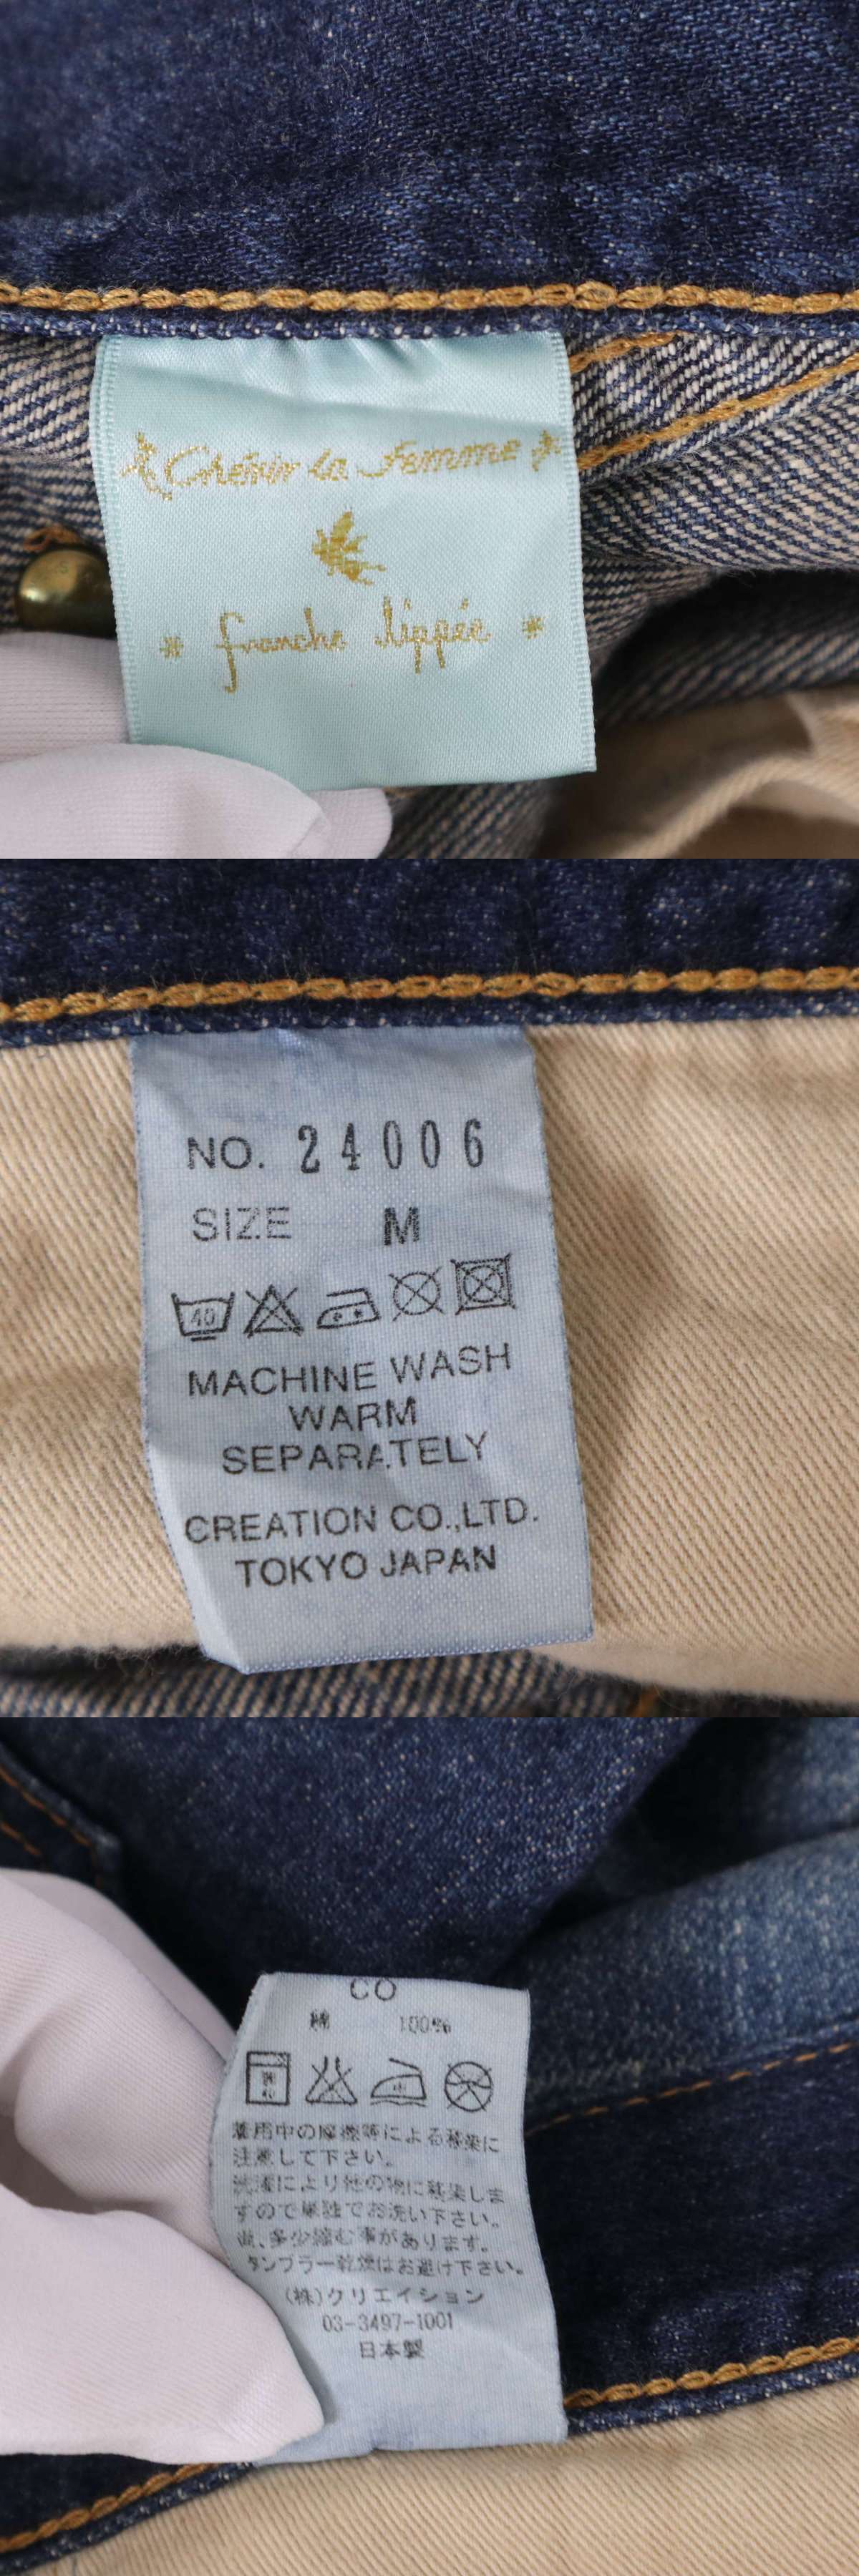 Chérir la femme
franche lippée
NO. 24006
SIZE M
40
MACHINE WASH
WARM
SEPARATELY
CREATION CO.,LTD.
TOKYO JAPAN
CO
綿 100%
40
着用中の摩擦等による移染に
注意して下さい。
洗濯により他の物に移染しま
すので単独でお洗い下さい。
尚、多少縮む事があります。
タンブラー乾燥はお避け下さい。
(株)クリエイション
03-3497-1001
日本製